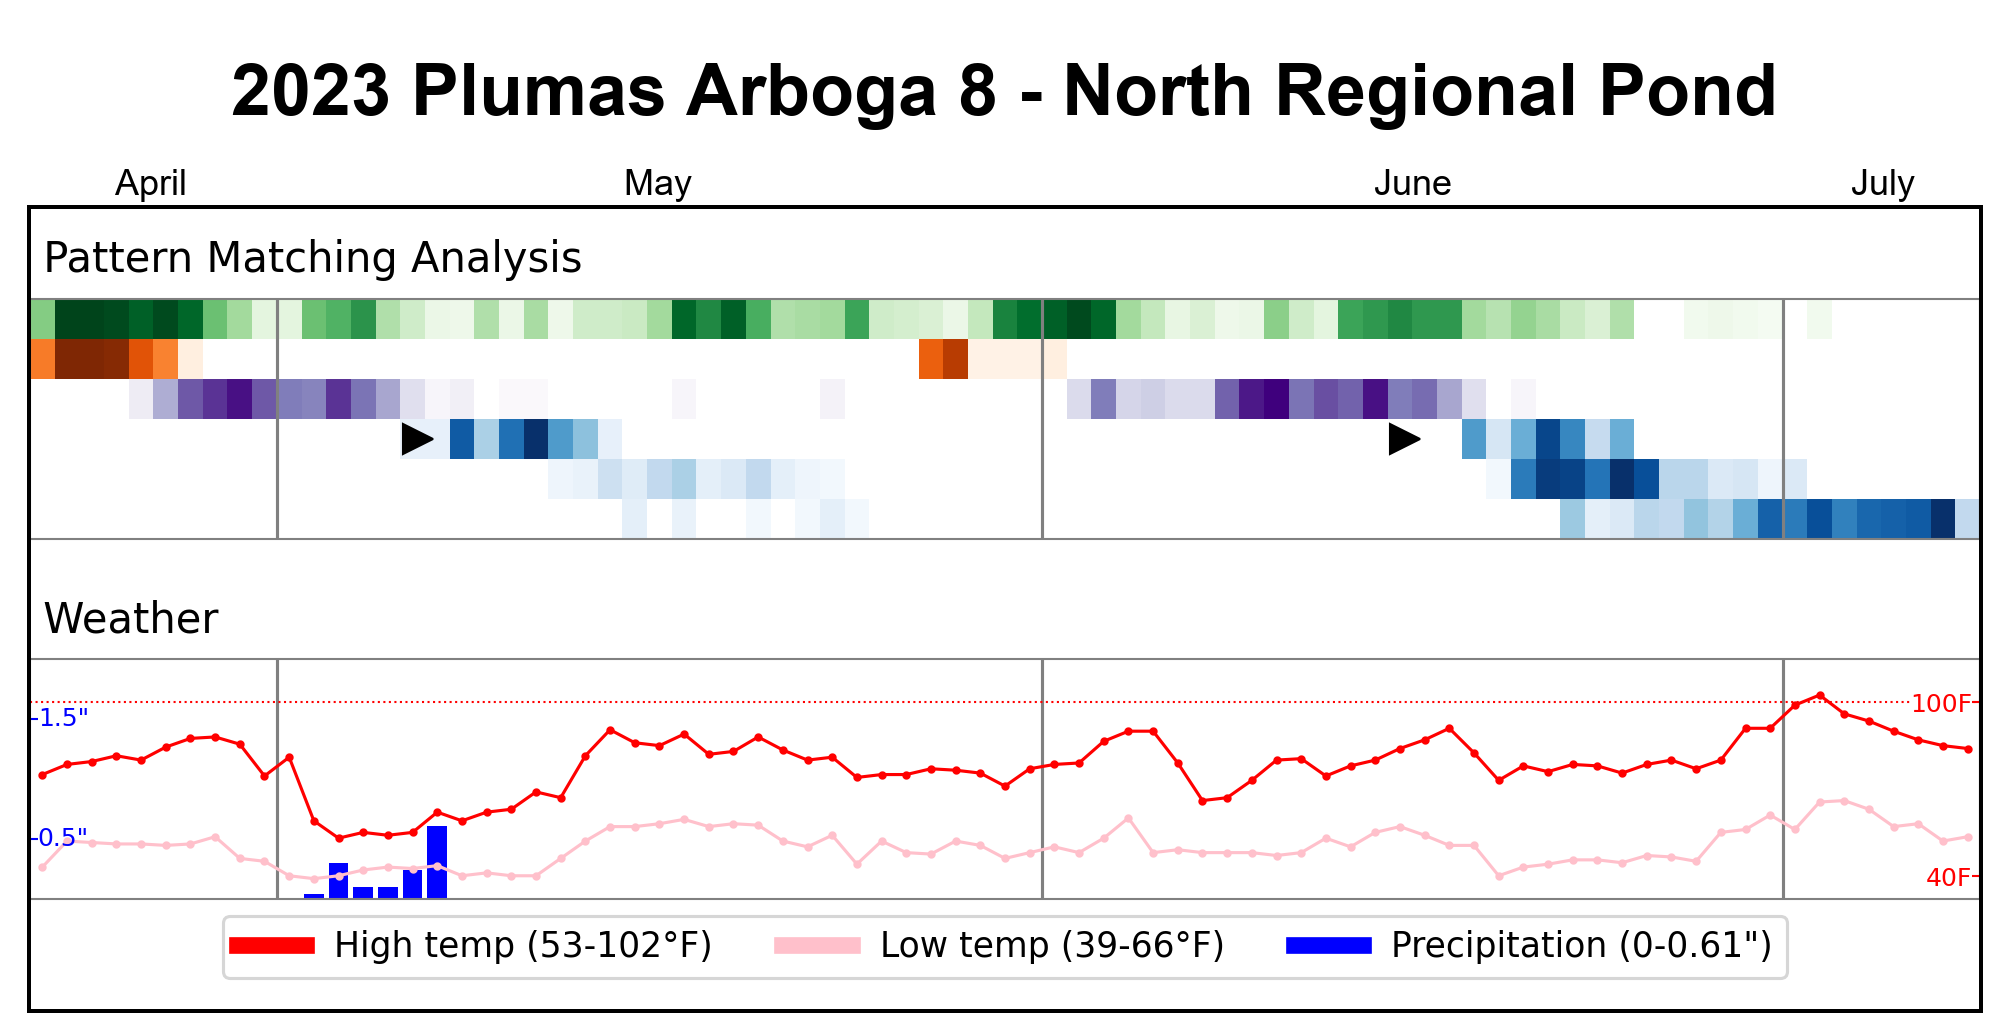 2023 Plumas Arboga 8 - North Regional Pond
April May June July
Pattern Matching Analysis
Weather
1.5" 100F
0.5"
40F
High temp (53-102°F) Low temp (39-66°F) Precipitation (0-0.61")